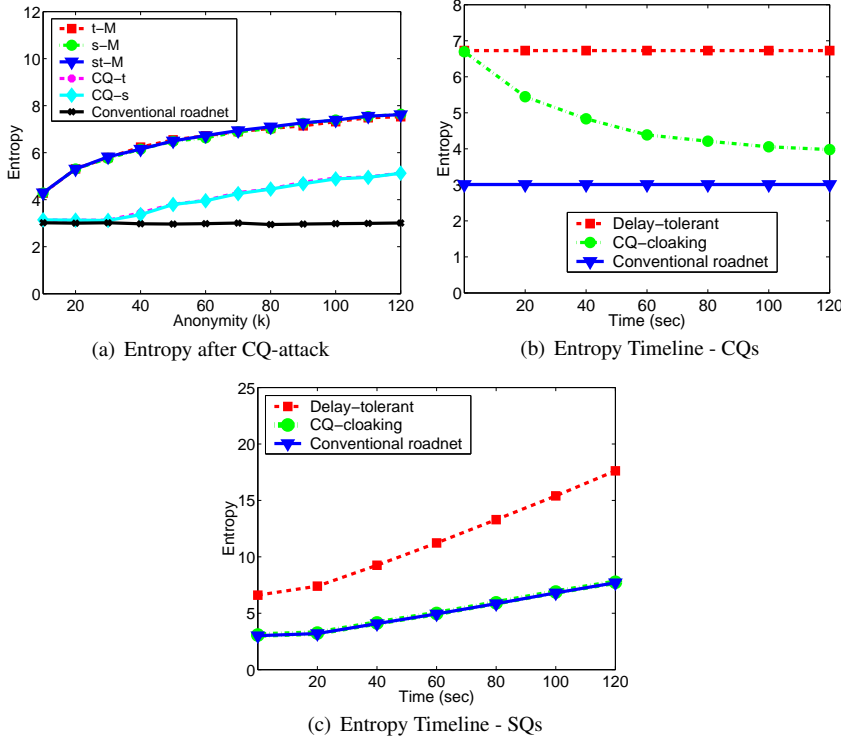 12
10
8
6
4
2
0
20 40 60 80 100 120
Entropy
Anonymity (k)
t−M
s−M
st−M
CQ−t
CQ−s
Conventional roadnet
(a) Entropy after CQ-attack
8
7
6
5
4
3
2
1
0
20 40 60 80 100 120
Entropy
Time (sec)
Delay−tolerant
CQ−cloaking
Conventional roadnet
(b) Entropy Timeline - CQs
25
20
15
10
5
0
20 40 60 80 100 120
Entropy
Time (sec)
Delay−tolerant
CQ−cloaking
Conventional roadnet
(c) Entropy Timeline - SQs